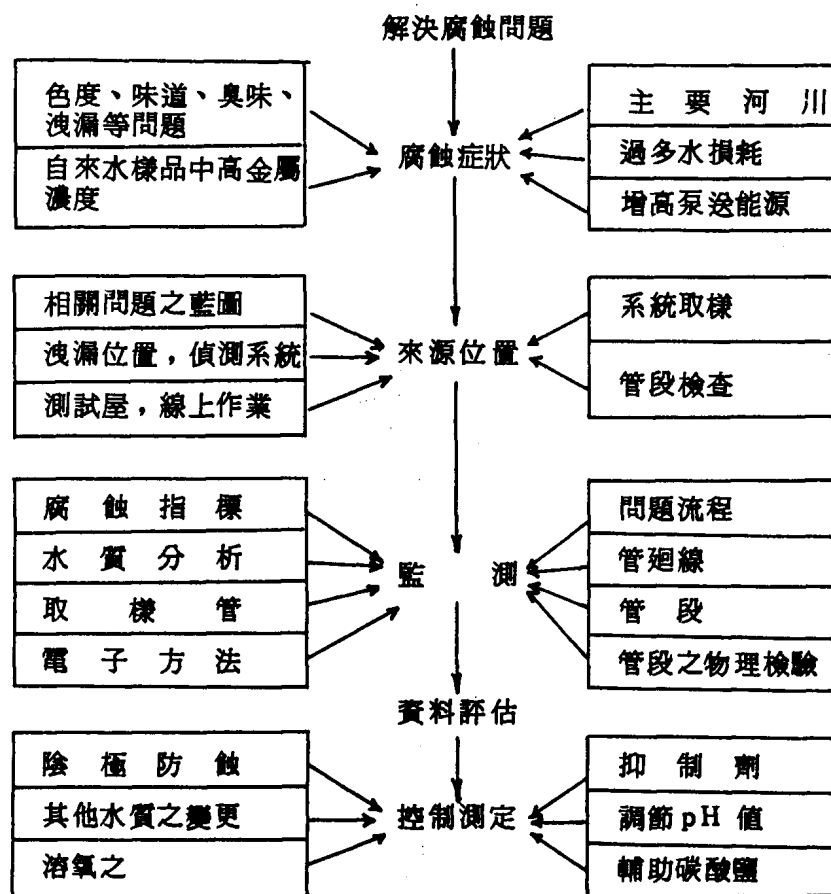 解決腐蝕問題
色度、味道、臭味、
洩漏等問題
自來水樣品中高金屬
濃度
腐蝕症狀
主要河川
過多水損耗
增高泵送能源
相關問題之藍圖
洩漏位置，偵測系統
測試屋，線上作業
來源位置
系統取樣
管段檢查
腐蝕指標
水質分析
取樣管
電子方法
監測
問題流程
管廻線
管段
管段之物理檢驗
資料評估
陰極防蝕
其他水質之變更
溶氧之
控制測定
抑制劑
調節pH 值
輔助碳酸鹽